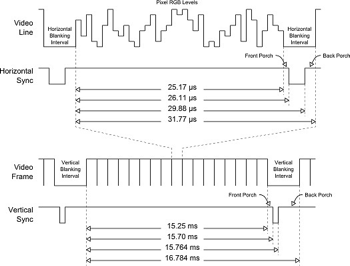 Pixel RGB Levels
Video
Line
Horizontal
Blanking
Interval
Horizontal
Blanking
Interval
Front Porch
Back Porch
Horizontal
Sync
25.17 µs
26.11 µs
29.88 µs
31.77 µs
Video
Frame
Vertical
Blanking
Interval
Vertical
Blanking
Interval
Front Porch
Back Porch
Vertical
Sync
15.25 ms
15.70 ms
15.764 ms
16.784 ms